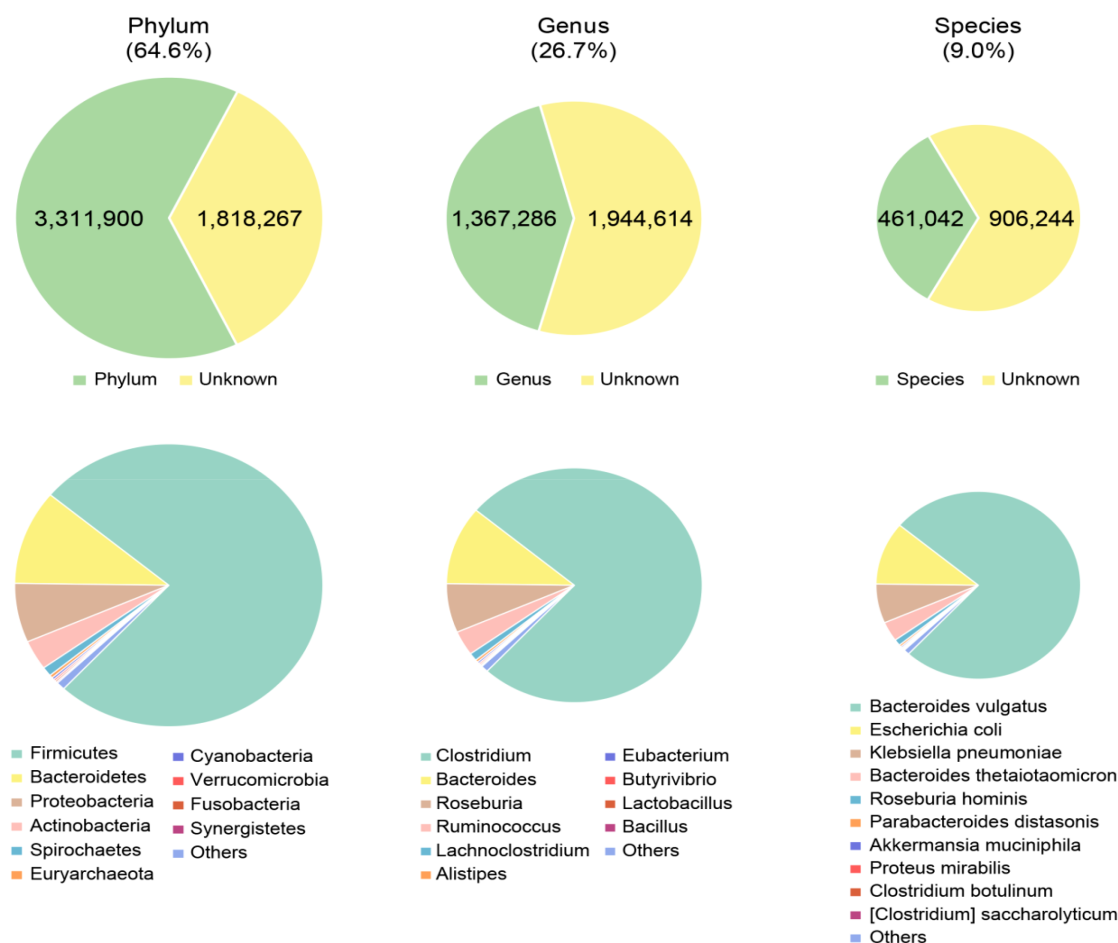 Phylum
(64.6%)
Genus
(26.7%)
Species
(9.0%)
3,311,900
1,818,267
1,367,286
1,944,614
461,042
906,244
Phylum
Unknown
Genus
Unknown
Species
Unknown
Firmicutes
Bacteroidetes
Proteobacteria
Actinobacteria
Spirochaetes
Euryarchaeota
Cyanobacteria
Verrucomicrobia
Fusobacteria
Synergistetes
Others
Clostridium
Bacteroides
Roseburia
Ruminococcus
Lachnoclostridium
Alistipes
Eubacterium
Butyrivibrio
Lactobacillus
Bacillus
Others
Bacteroides vulgatus
Escherichia coli
Klebsiella pneumoniae
Bacteroides thetaiotaomicron
Roseburia hominis
Parabacteroides distasonis
Akkermansia muciniphila
Proteus mirabilis
Clostridium botulinum
[Clostridium] saccharolyticum
Others